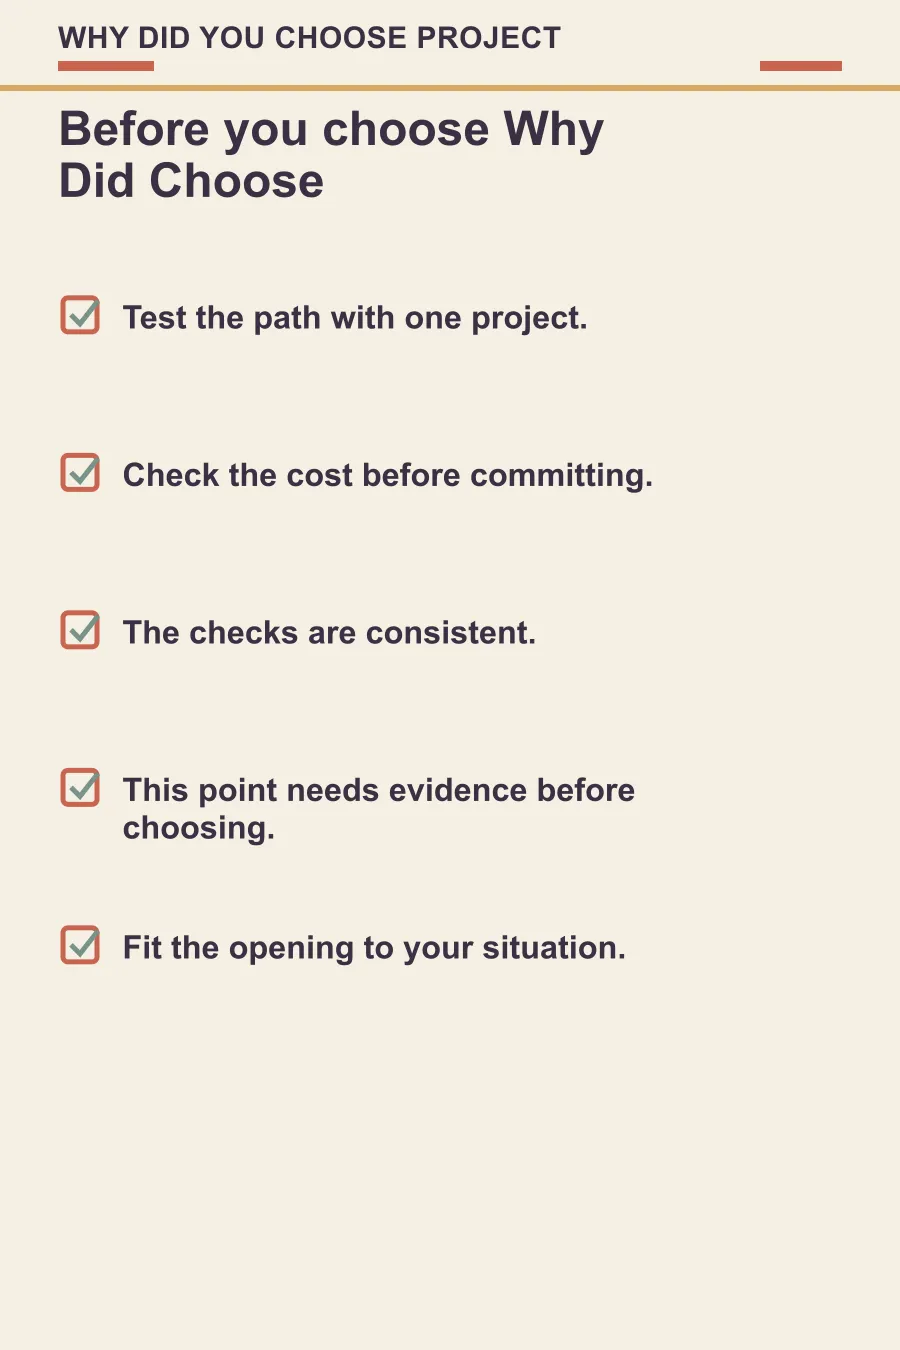 WHY DID YOU CHOOSE PROJECT
Before you choose Why
Did Choose
Test the path with one project.
Check the cost before committing.
The checks are consistent.
This point needs evidence before
choosing.
Fit the opening to your situation.